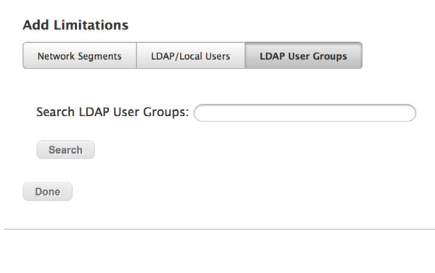 Add Limitations
Network Segments LDAP/Local Users LDAP User Groups
Search LDAP User Groups:
Search
Done